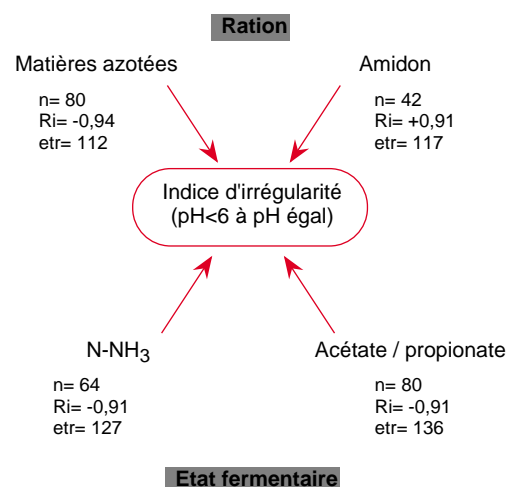 Ration
Matières azotées
n= 80
Ri= -0,94
etr= 112
Amidon
n= 42
Ri= +0,91
etr= 117
Indice d'irrégularité
(pH<6 à pH égal)
N-NH3
n= 64
Ri= -0,91
etr= 127
Acétate / propionate
n= 80
Ri= -0,91
etr= 136
Etat fermentaire